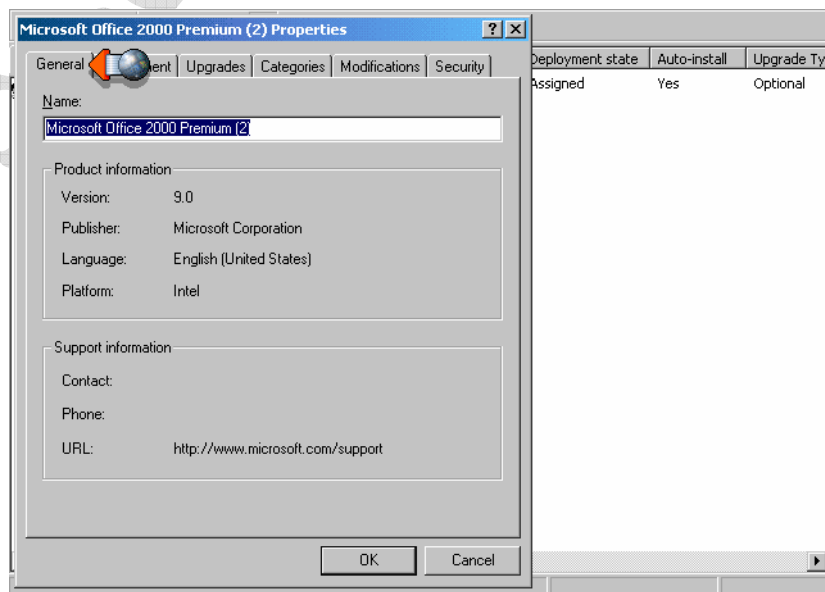 Microsoft Office 2000 Premium (2) Properties
General ent Upgrades Categories Modifications Security
Name:
Microsoft Office 2000 Premium (2)
Product information
Version: 9.0
Publisher: Microsoft Corporation
Language: English (United States)
Platform: Intel
Support information
Contact:
Phone:
URL: http://www.microsoft.com/support
OK Cancel
Deployment state Auto-install Upgrade Ty
Assigned Yes Optional